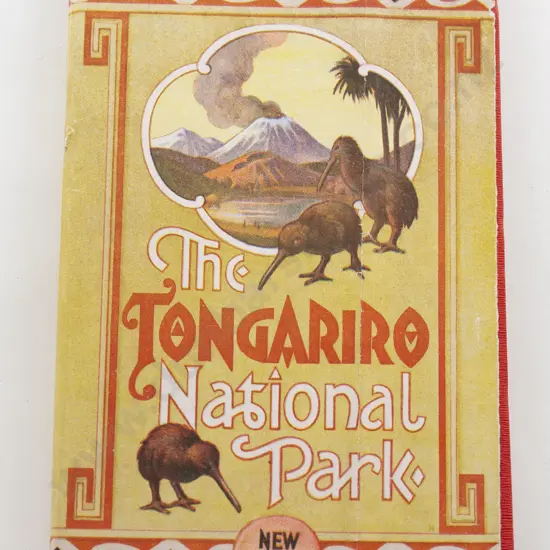 The
TONGARIRO
National
Park
NEW